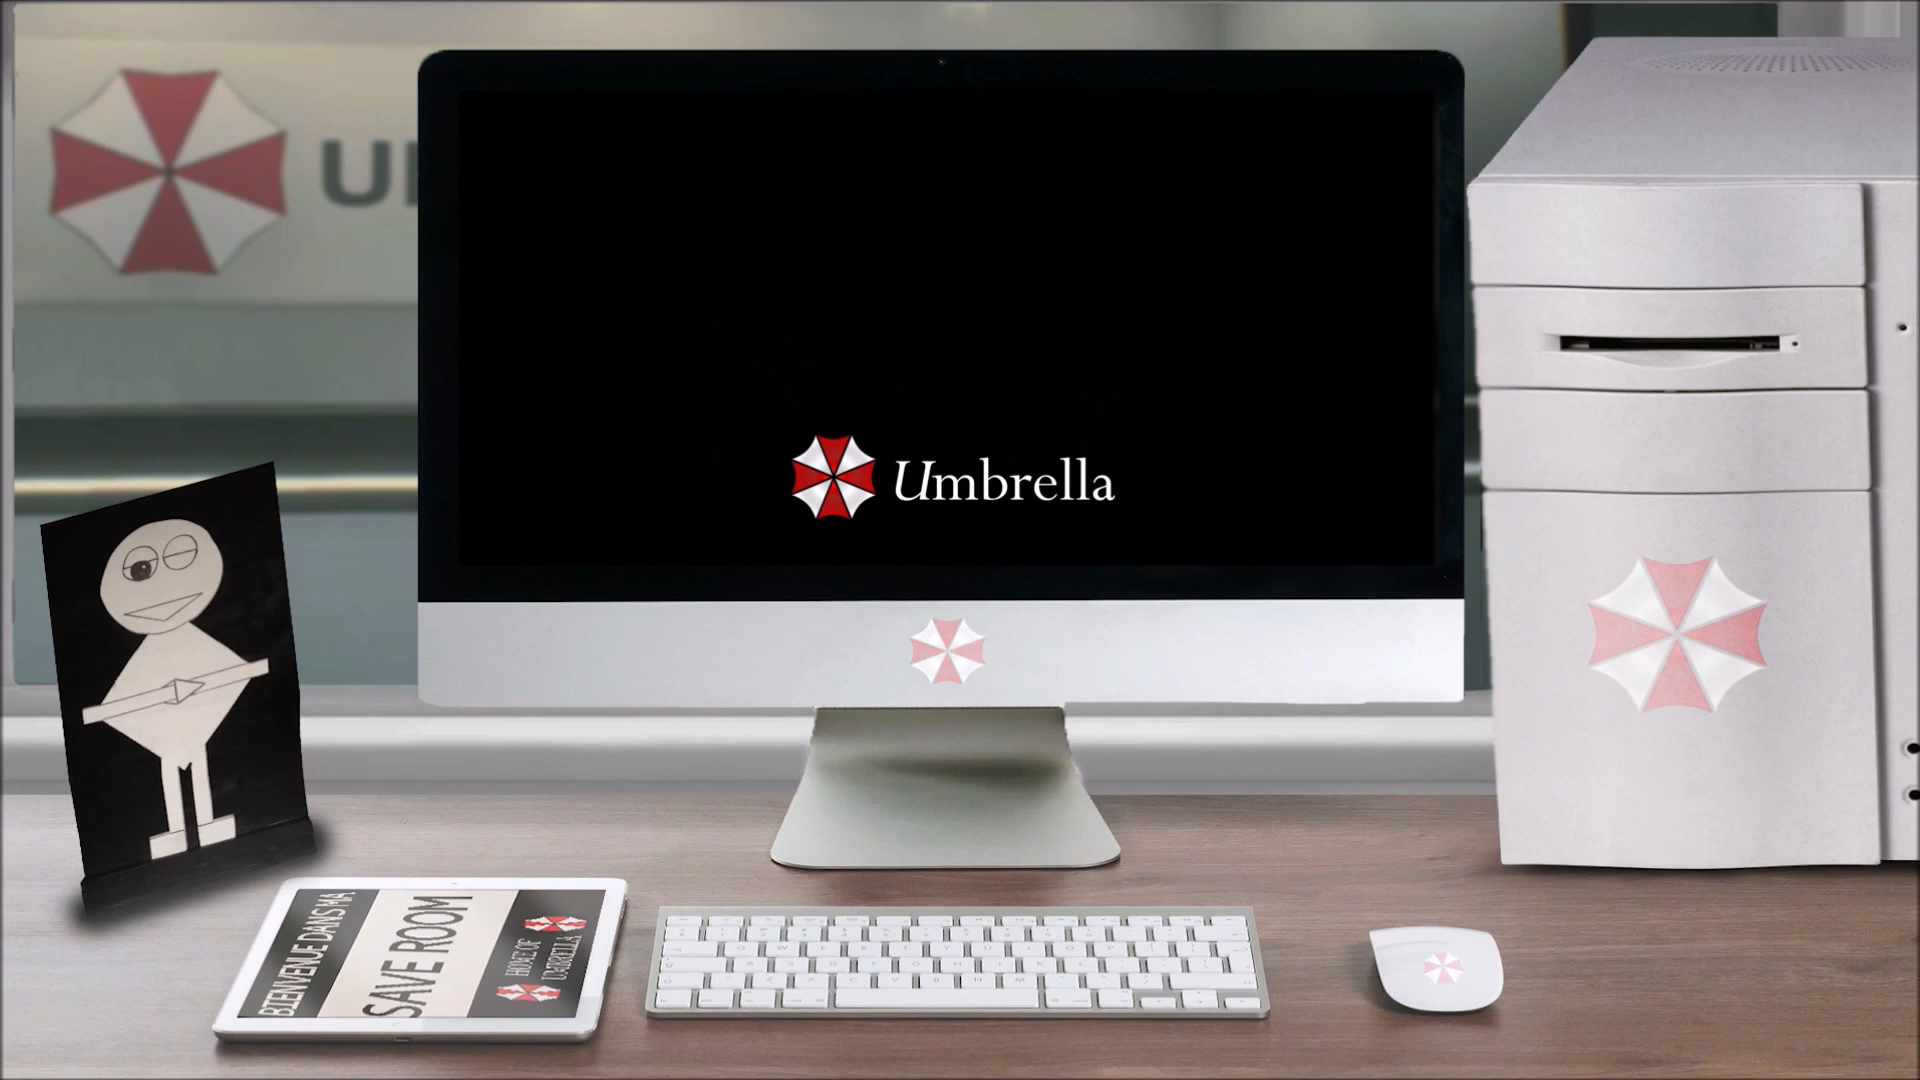 U
Umbrella
BIENVENUE DANS MA
SAVE ROOM
HOME OF
UMBRELLA